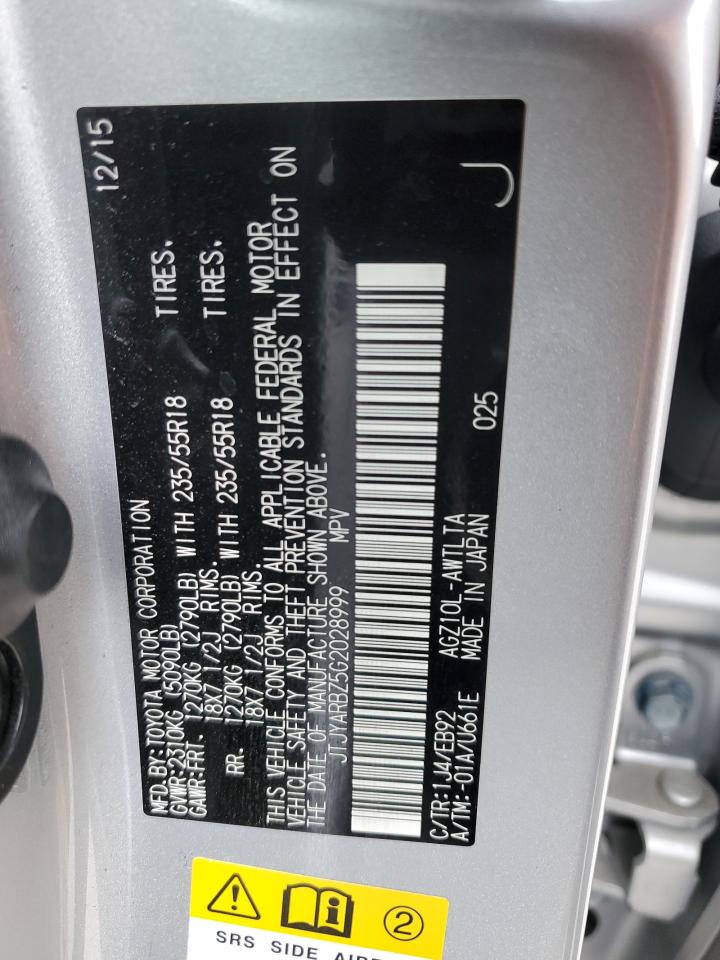 MFD.BY:TOYOTA MOTOR CORPORATION 12/15
GVWR:2310KG (5090LB)
GAWR:FRT. 1270KG (2790LB) WITH 235/55R18 TIRES.
18X7 1/2J RIMS.
RR. 1270KG (2790LB) WITH 235/55R18 TIRES.
18X7 1/2J RIMS.
THIS VEHICLE CONFORMS TO ALL APPLICABLE FEDERAL MOTOR
VEHICLE SAFETY AND THEFT PREVENTION STANDARDS IN EFFECT ON
THE DATE OF MANUFACTURE SHOWN ABOVE.
JTJYARBZ5G2028999 MPV
C/TR:1J4/EB92 AGZ10L-AWTLTA 025 J
A/TM:-01A/U661E MADE IN JAPAN
2
SRS SIDE